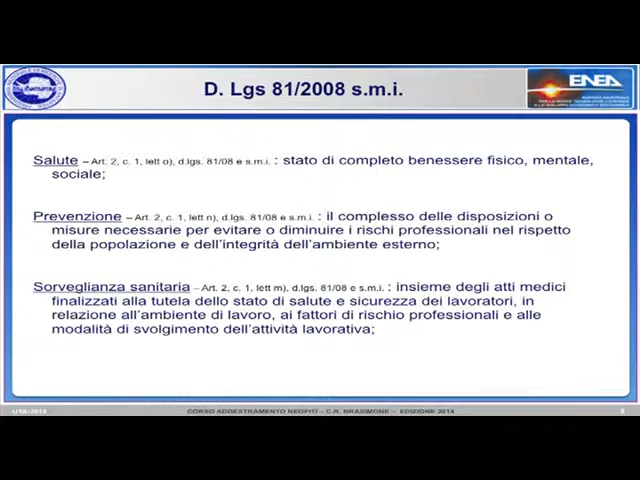 D. Lgs 81/2008 s.m.i.
ENEA
Salute – Art. 2, c. 1, lett o), d.lgs. 81/08 e s.m.i. : stato di completo benessere fisico, mentale,
sociale;
Prevenzione – Art. 2, c. 1, lett n), d.lgs. 81/08 e s.m.i. : il complesso delle disposizioni o
misure necessarie per evitare o diminuire i rischi professionali nel rispetto
della popolazione e dell'integrità dell'ambiente esterno;
Sorveglianza sanitaria – Art. 2, c. 1, lett m), d.lgs. 81/08 e s.m.i. : insieme degli atti medici
finalizzati alla tutela dello stato di salute e sicurezza dei lavoratori, in
relazione all'ambiente di lavoro, ai fattori di rischio professionali e alle
modalità di svolgimento dell'attività lavorativa;
UTA-2014
CORSO ADDESTRAMENTO NEOFITI – C.R. BRASIMONE – EDIZIONE 2014